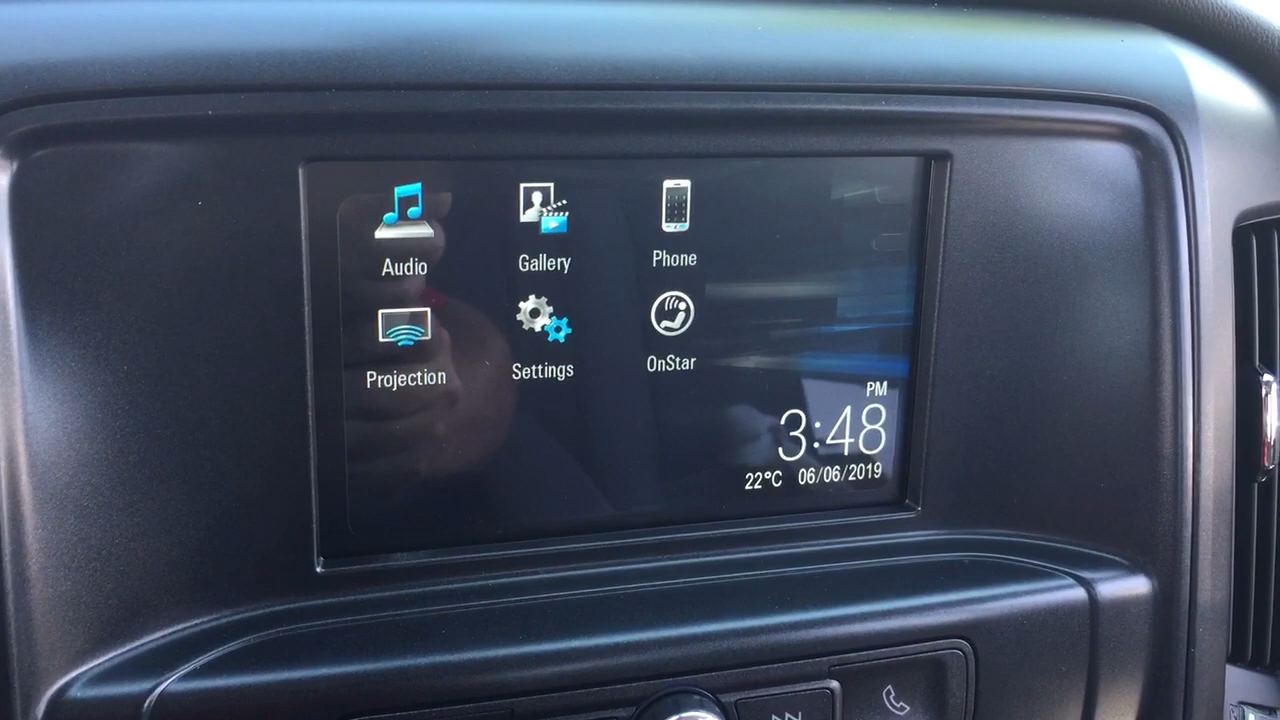 Audio Gallery Phone
Projection Settings OnStar
PM
3:48
22°C 06/06/2019